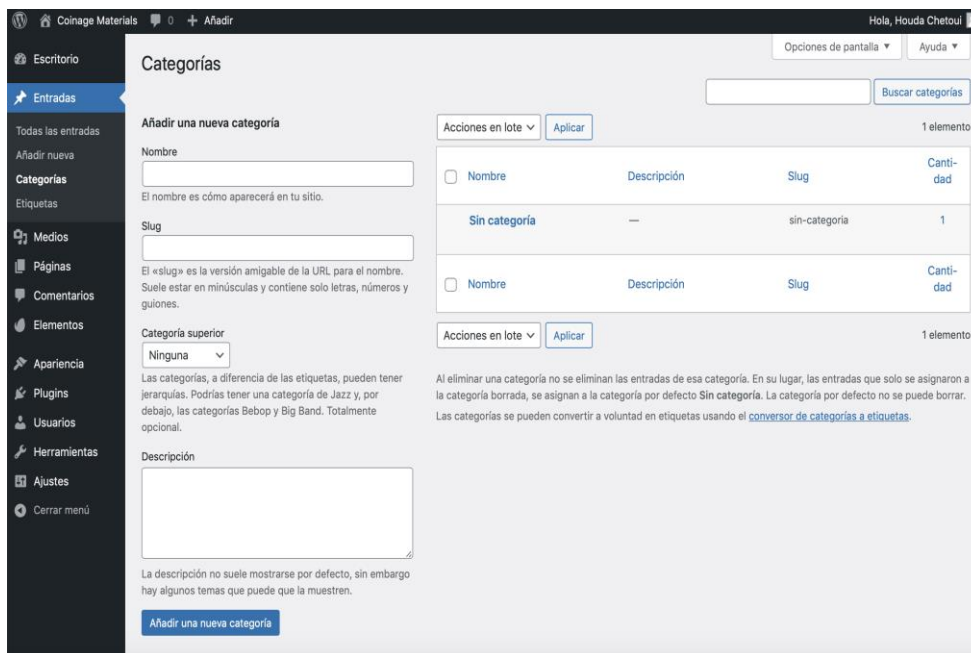 Coinage Materials 0 Añadir
Hola, Houda Chetoui
Escritorio
Entradas
Todas las entradas
Añadir nueva
Categorías
Etiquetas
Medios
Páginas
Comentarios
Elementos
Apariencia
Plugins
Usuarios
Herramientas
Ajustes
Cerrar menú
Opciones de pantalla
Ayuda
Categorías
Buscar categorías
Añadir una nueva categoría
Nombre
El nombre es cómo aparecerá en tu sitio.
Slug
El «slug» es la versión amigable de la URL para el nombre.
Suele estar en minúsculas y contiene solo letras, números y
guiones.
Categoría superior
Ninguna
Las categorías, a diferencia de las etiquetas, pueden tener
jerarquías. Podrías tener una categoría de Jazz y, por
debajo, las categorías Bebop y Big Band. Totalmente
opcional.
Descripción
La descripción no suele mostrarse por defecto, sin embargo
hay algunos temas que puede que la muestren.
Añadir una nueva categoría
Acciones en lote Aplicar
1 elemento
Nombre Descripción Slug Canti-
dad
Sin categoría — sin-categoria 1
Nombre Descripción Slug Canti-
dad
Acciones en lote Aplicar
1 elemento
Al eliminar una categoría no se eliminan las entradas de esa categoría. En su lugar, las entradas que solo se asignaron a
la categoría borrada, se asignan a la categoría por defecto Sin categoría. La categoría por defecto no se puede borrar.
Las categorías se pueden convertir a voluntad en etiquetas usando el conversor de categorías a etiquetas.